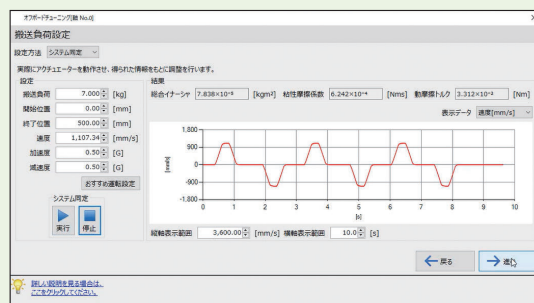 オフボードチューニング[軸 No.0]
搬送負荷設定
設定方法 システム同定
実際にアクチュエーターを動作させ、得られた情報をもとに調整を行います。
設定
搬送負荷 7.000 [kg]
開始位置 0.00 [mm]
終了位置 500.00 [mm]
速度 1,107.34 [mm/s]
加速度 0.50 [G]
減速度 0.50 [G]
おすすめ運転設定
システム同定
実行 停止
結果
総合イナーシャ 7.838×10⁻⁵ [kgm²] 粘性摩擦係数 6.242×10⁻⁴ [Nms] 動摩擦トルク 3.312×10⁻² [Nm]
表示データ 速度[mm/s]
1,800
900
0
-900
-1,800
[mm/s]
0 1 2 3 4 5 6 7 8 9 10
[s]
縦軸表示範囲 3,600.00 [mm/s] 横軸表示範囲 10.0 [s]
← 戻る → 進む
詳しい説明を見る場合は、
ここをクリックしてください。